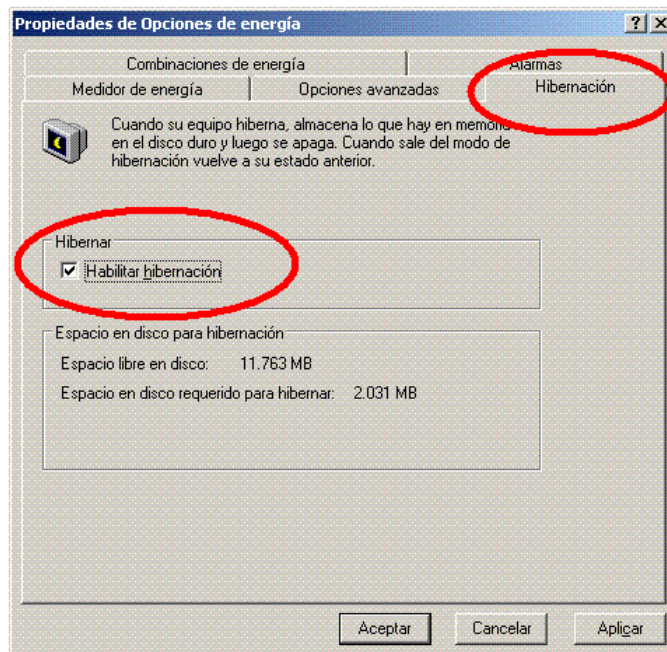 Propiedades de Opciones de energía
Combinaciones de energía
Alarmas
Medidor de energía
Opciones avanzadas
Hibernación
Cuando su equipo hiberna, almacena lo que hay en memoria
en el disco duro y luego se apaga. Cuando sale del modo de
hibernación vuelve a su estado anterior.
Hibernar
Habilitar hibernación
Espacio en disco para hibernación
Espacio libre en disco: 11.763 MB
Espacio en disco requerido para hibernar: 2.031 MB
Aceptar
Cancelar
Aplicar